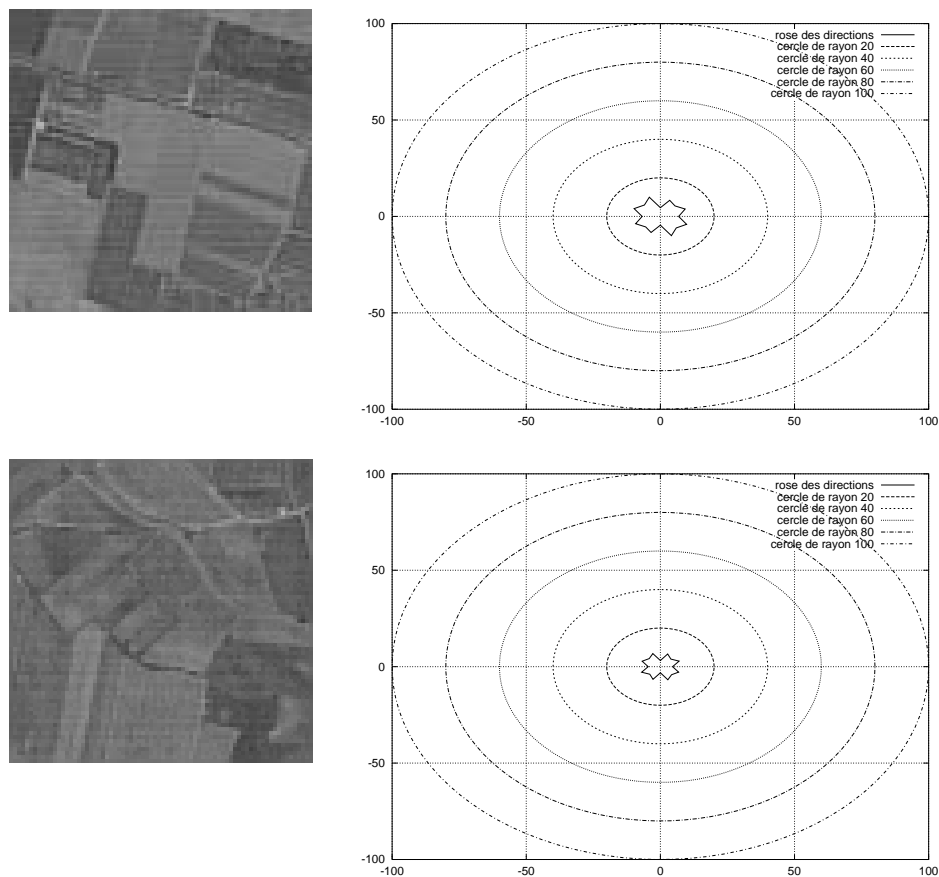 100
50
0
-50
-100
-100
-50
0
50
100
rose des directions
cercle de rayon 20
cercle de rayon 40
cercle de rayon 60
cercle de rayon 80
cercle de rayon 100
100
50
0
-50
-100
-100
-50
0
50
100
rose des directions
cercle de rayon 20
cercle de rayon 40
cercle de rayon 60
cercle de rayon 80
cercle de rayon 100